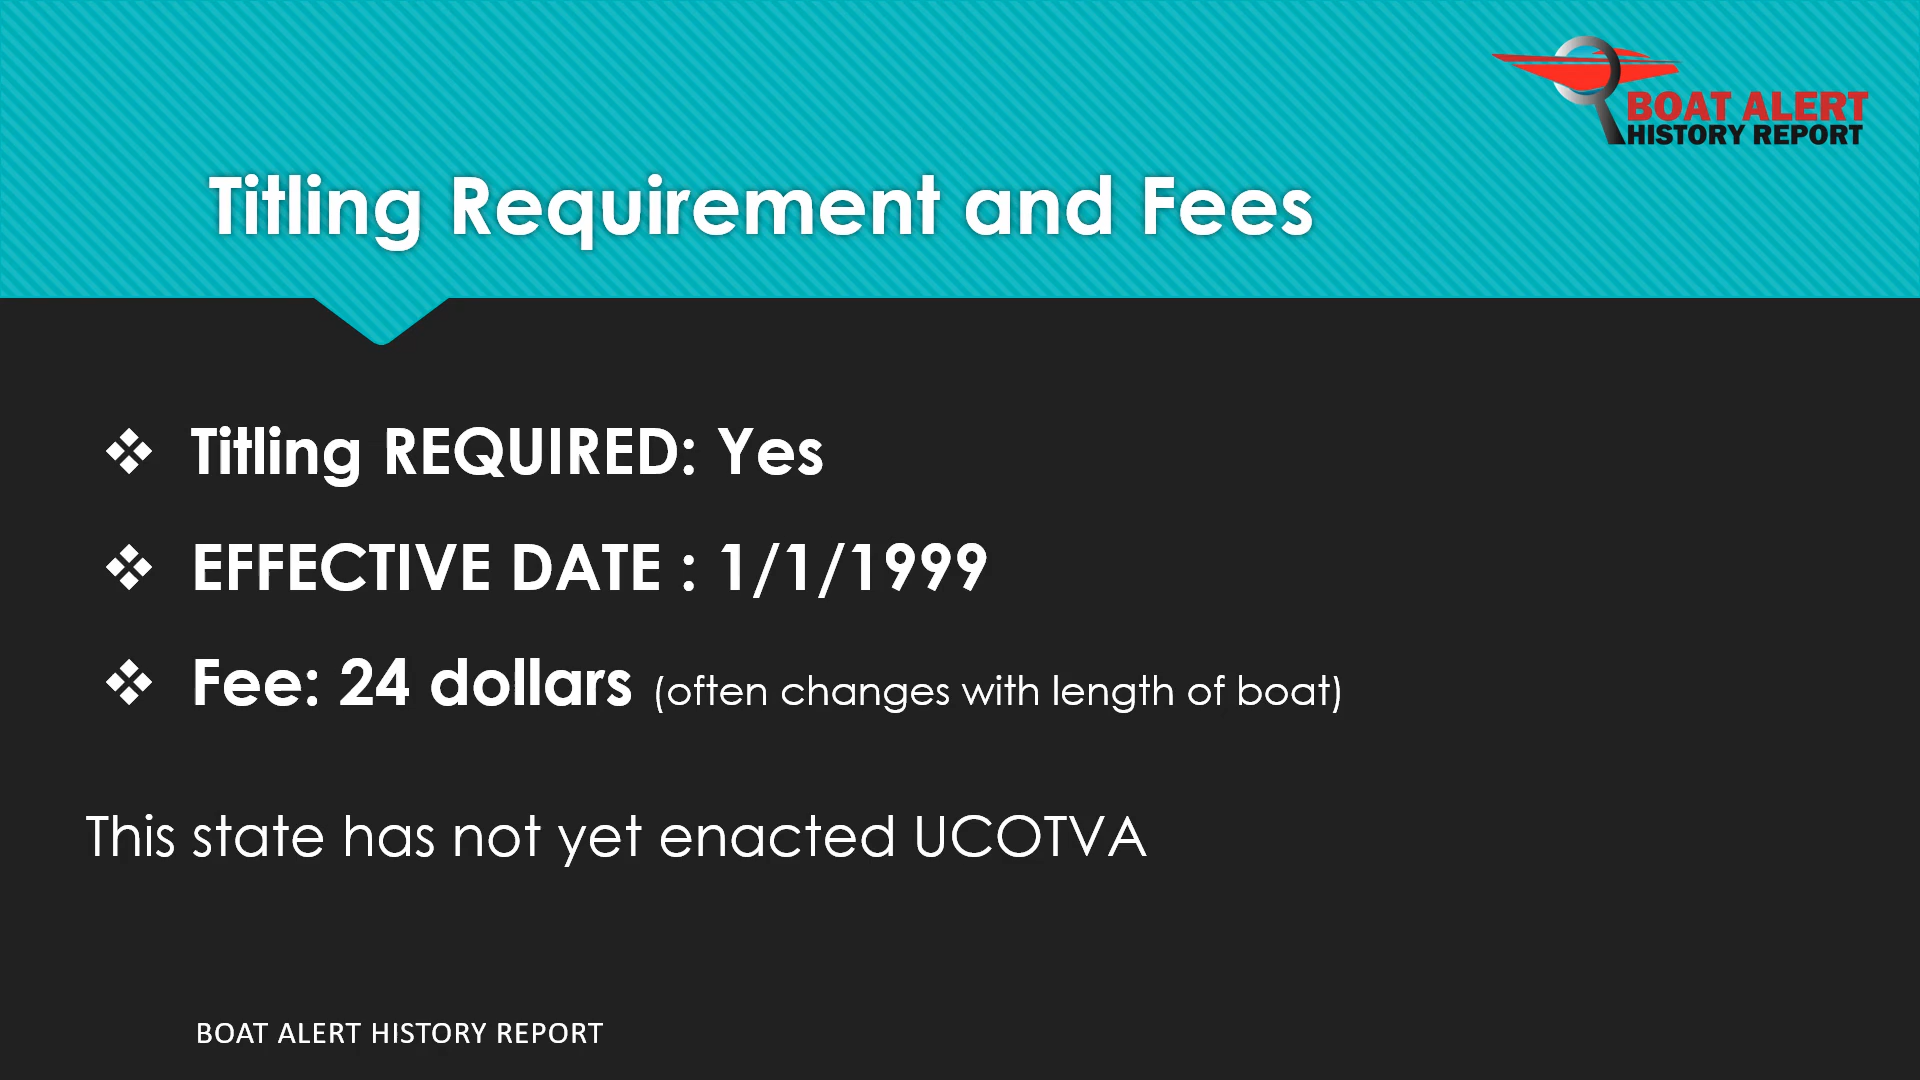 BOAT ALERT
HISTORY REPORT
Titling Requirement and Fees
❖ Titling REQUIRED: Yes
❖ EFFECTIVE DATE : 1/1/1999
❖ Fee: 24 dollars (often changes with length of boat)
This state has not yet enacted UCOTVA
BOAT ALERT HISTORY REPORT